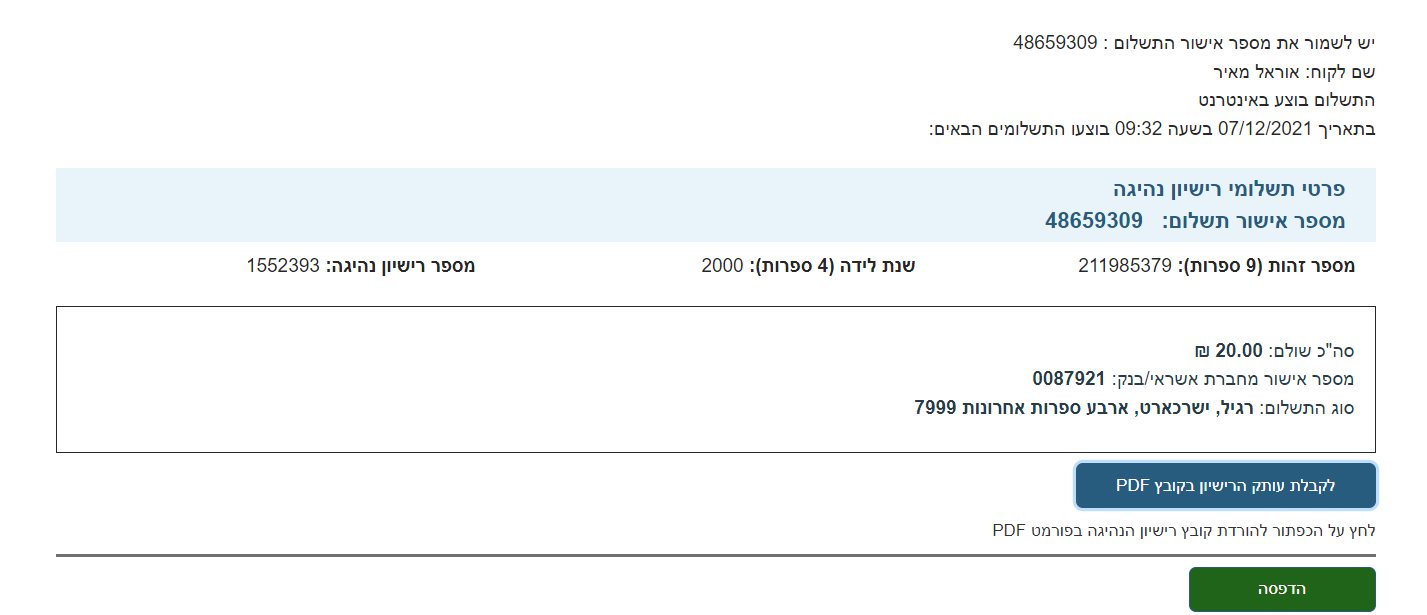 יש לשמור את מספר אישור התשלום : 48659309
שם לקוח: אוראל מאיר
התשלום בוצע באינטרנט
בתאריך 07/12/2021 בשעה 09:32 בוצעו התשלומים הבאים:
פרטי תשלומי רישיון נהיגה
מספר אישור תשלום: 48659309
מספר זהות (9 ספרות): 211985379 שנת לידה (4 ספרות): 2000 מספר רישיון נהיגה: 1552393
סה"כ שולם: 20.00 ₪
מספר אישור מחברת אשראי/בנק: 0087921
סוג התשלום: רגיל, ישרכארט, ארבע ספרות אחרונות 7999
לקבלת עותק הרישיון בקובץ PDF
לחץ על הכפתור להורדת קובץ רישיון הנהיגה בפורמט PDF
הדפסה